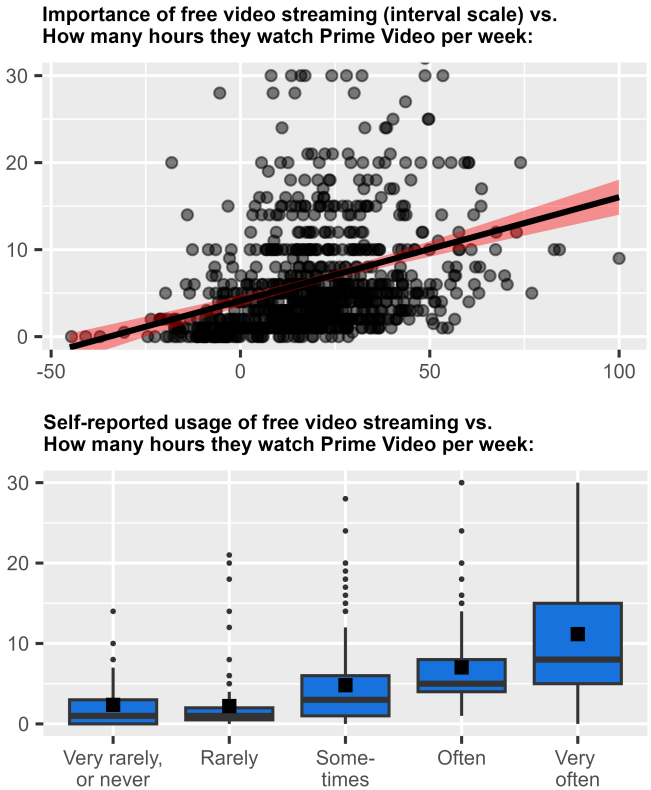 Importance of free video streaming (interval scale) vs.
How many hours they watch Prime Video per week:
30
20
10
0
-50
0
50
100
Self-reported usage of free video streaming vs.
How many hours they watch Prime Video per week:
30
20
10
0
Very rarely,
or never
Rarely
Some-
times
Often
Very
often